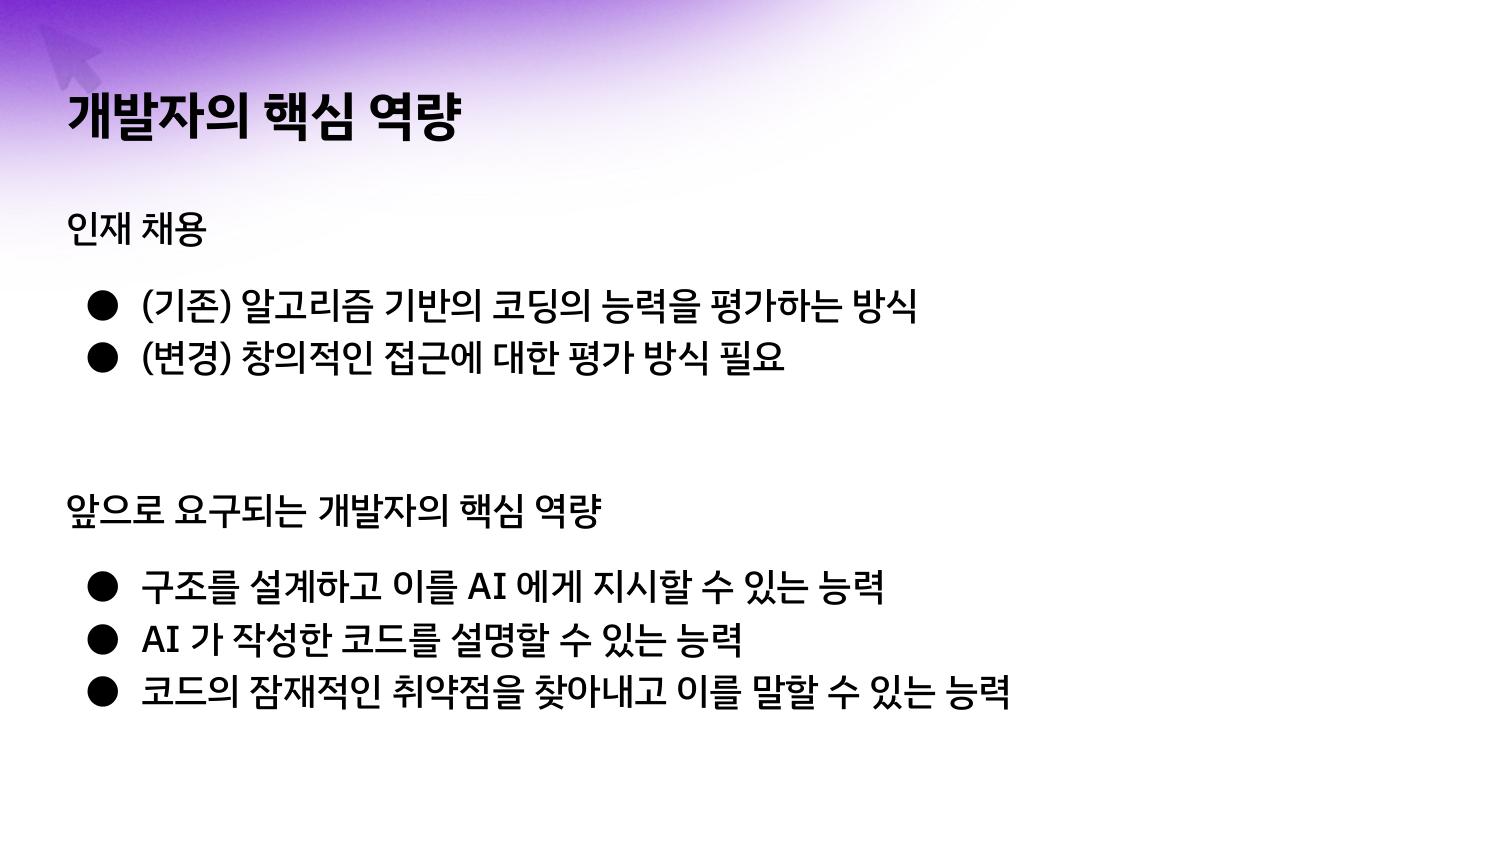 개발자의 핵심 역량
인재 채용
● (기존) 알고리즘 기반의 코딩의 능력을 평가하는 방식
● (변경) 창의적인 접근에 대한 평가 방식 필요
앞으로 요구되는 개발자의 핵심 역량
● 구조를 설계하고 이를 AI 에게 지시할 수 있는 능력
● AI 가 작성한 코드를 설명할 수 있는 능력
● 코드의 잠재적인 취약점을 찾아내고 이를 말할 수 있는 능력